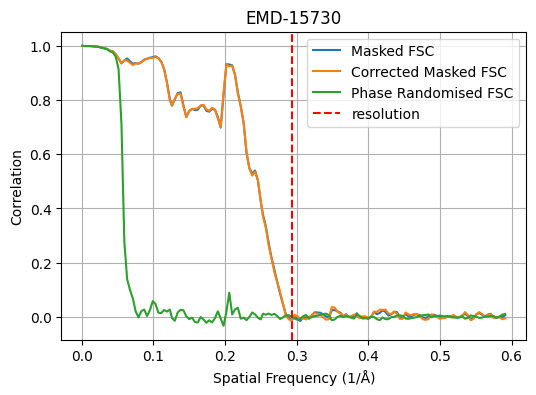 EMD-15730
Masked FSC
Corrected Masked FSC
Phase Randomised FSC
resolution
Correlation
1.0
0.8
0.6
0.4
0.2
0.0
0.0 0.1 0.2 0.3 0.4 0.5 0.6
Spatial Frequency (1/Å)